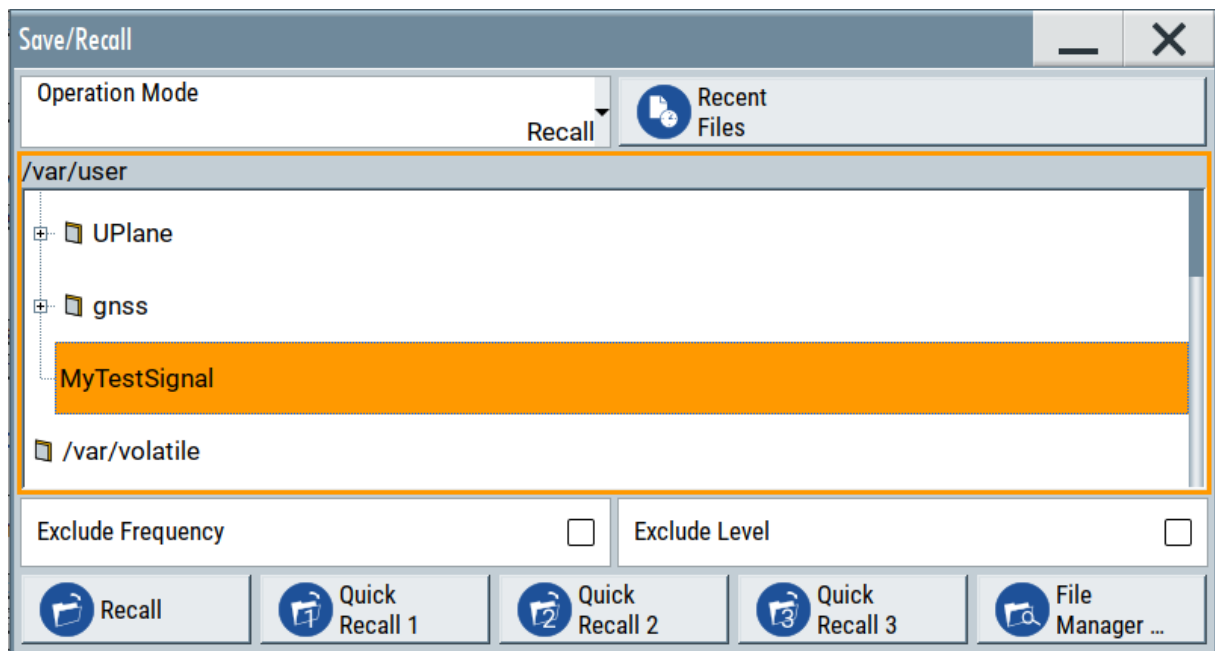 Save/Recall
Operation Mode
Recall
Recent
Files
/var/user
UPlane
gnss
MyTestSignal
/var/volatile
Exclude Frequency
Exclude Level
Recall
Quick
Recall 1
Quick
Recall 2
Quick
Recall 3
File
Manager ...